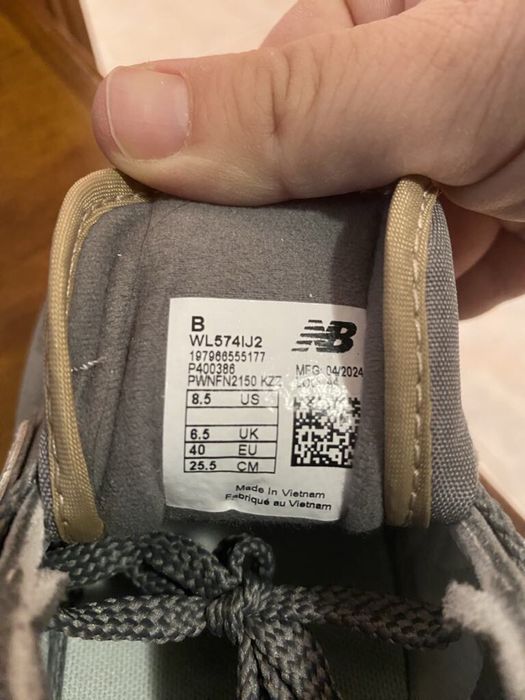 B
WL574IJ2
197966555177
P400386
PWNFN2150 KZZ
NB
MFG: 04/2024
8.5 US
6.5 UK
40 EU
25.5 CM
Made in Vietnam
Fabriqué au Vietnam